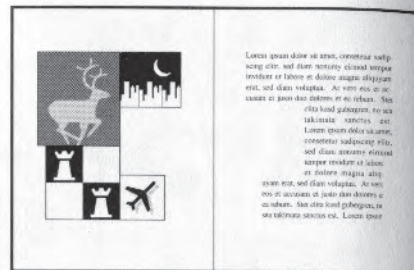 Lorem ipsum dolor sit amet, consetetur sadip-
scing elitr, sed diam nonumy eirmod tempor
invidunt ut labore et dolore magna aliquyam
erat, sed diam voluptua. At vero eos et ac-
cusam et justo duo dolores et ea rebum. Stet
clita kasd gubergren, no sea
takimata sanctus est.
Lorem ipsum dolor sit amet,
consetetur sadipscing elitr,
sed diam nonumy eirmod
tempor invidunt ut labore
et dolore magna aliq-
uyam erat, sed diam voluptua. At vero
eos et accusam et justo duo dolores et
ea rebum. Stet clita kasd gubergren, no
sea takimata sanctus est. Lorem ipsum